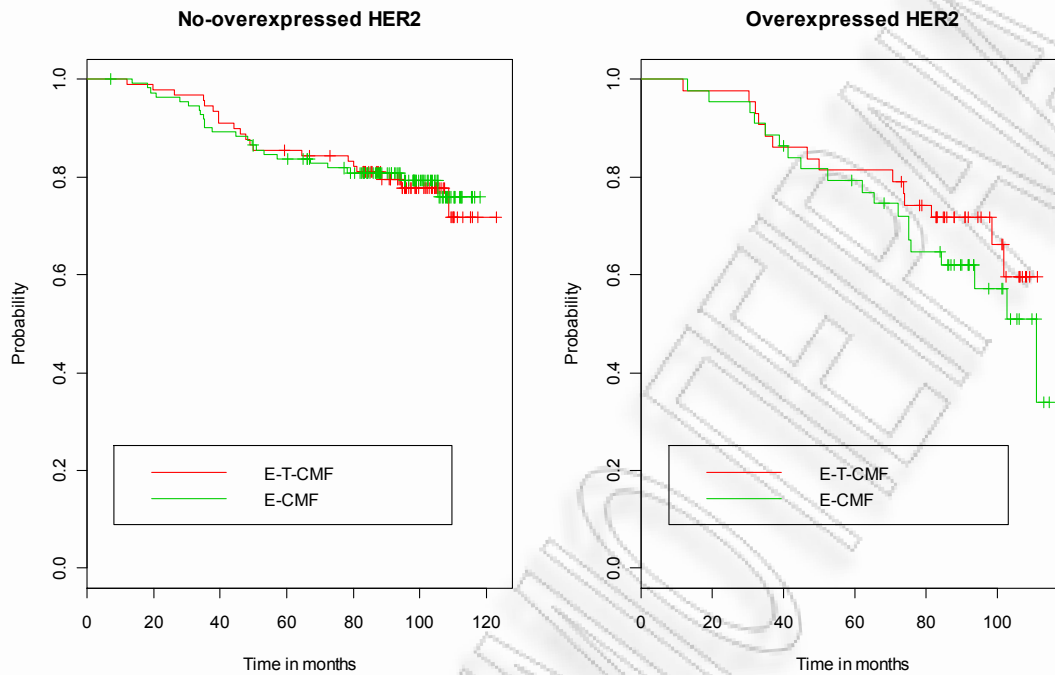 No-overexpressed HER2
Overexpressed HER2
Probability
1.0
0.8
0.6
0.4
0.2
0.0
E-T-CMF
E-CMF
0 20 40 60 80 100 120
Time in months
Probability
1.0
0.8
0.6
0.4
0.2
0.0
E-T-CMF
E-CMF
0 20 40 60 80 100
Time in months